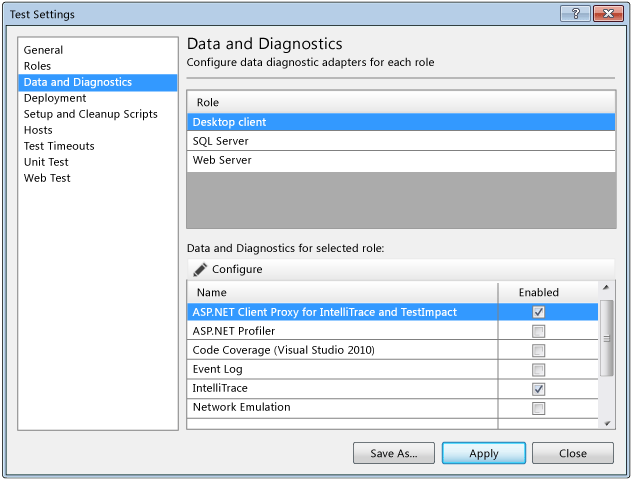 Test Settings
?
General
Roles
Data and Diagnostics
Deployment
Setup and Cleanup Scripts
Hosts
Test Timeouts
Unit Test
Web Test
Data and Diagnostics
Configure data diagnostic adapters for each role
Role
Desktop client
SQL Server
Web Server
Data and Diagnostics for selected role:
Configure
Name Enabled
ASP.NET Client Proxy for IntelliTrace and TestImpact
ASP.NET Profiler
Code Coverage (Visual Studio 2010)
Event Log
IntelliTrace
Network Emulation
Save As... Apply Close